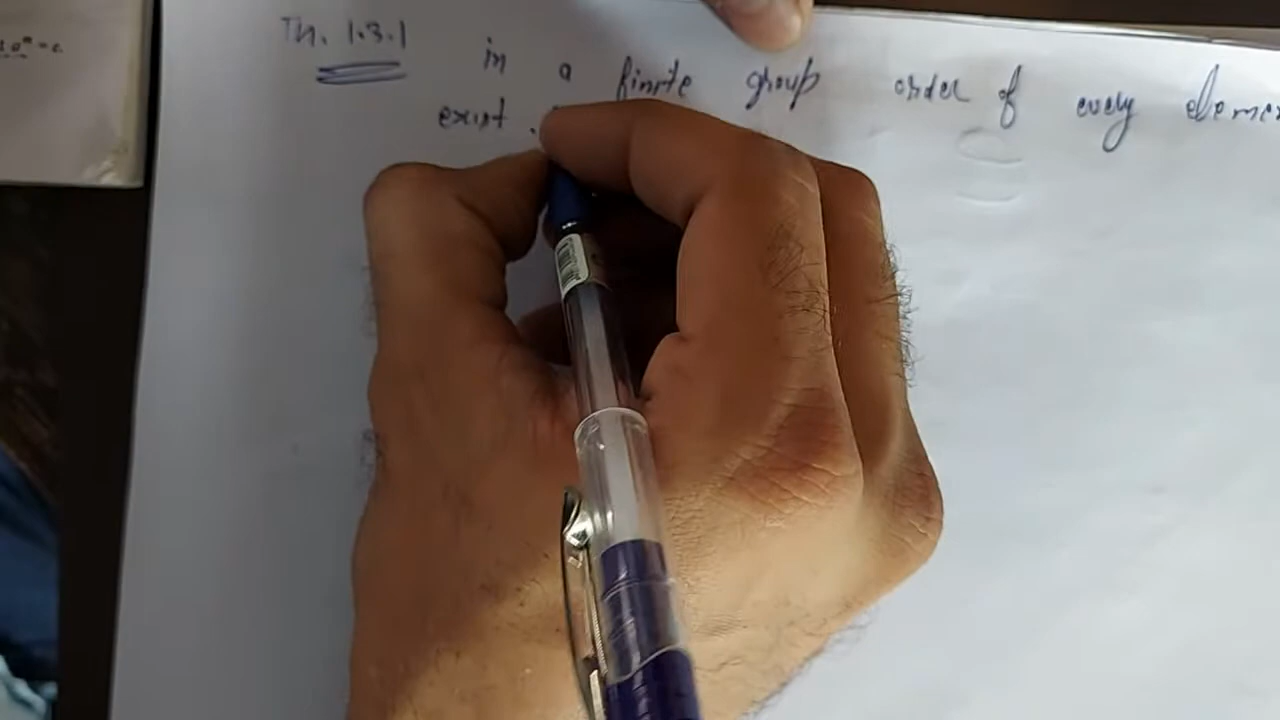 Th. 1.3.1 in a finite group order of every
exist